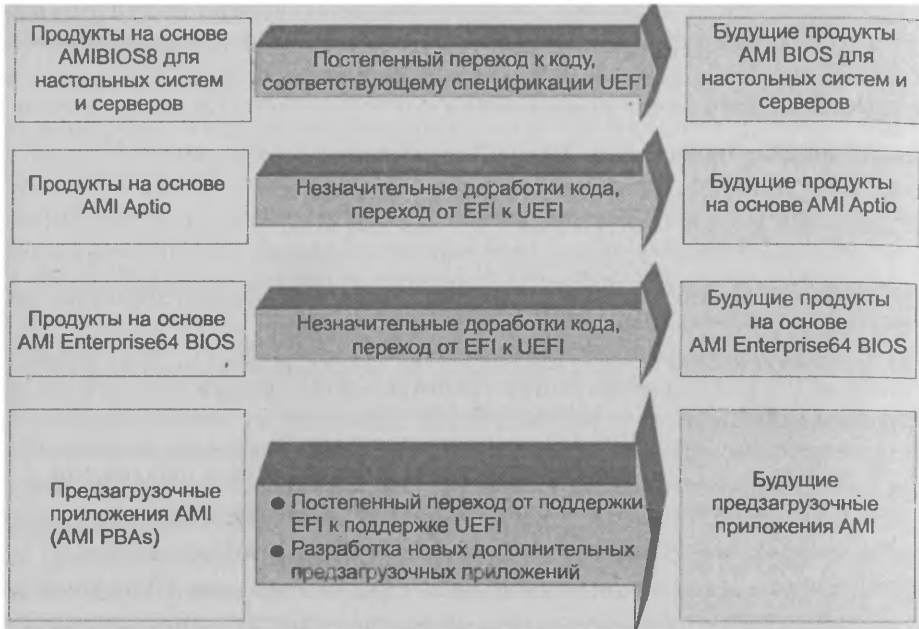 Продукты на основе
AMIBIOS8 для
настольных систем
и серверов
Постепенный переход к коду,
соответствующему спецификации UEFI
Будущие продукты
AMI BIOS для
настольных систем и
серверов
Продукты на основе
AMI Aptio
Незначительные доработки кода,
переход от EFI к UEFI
Будущие продукты
на основе AMI Aptio
Продукты на основе
AMI Enterprise64 BIOS
Незначительные доработки кода,
переход от EFI к UEFI
Будущие продукты
на основе
AMI Enterprise64 BIOS
Предзагрузочные
приложения AMI
(AMI PBAs)
● Постепенный переход от поддержки
EFI к поддержке UEFI
● Разработка новых дополнительных
предзагрузочных приложений
Будущие
предзагрузочные
приложения AMI